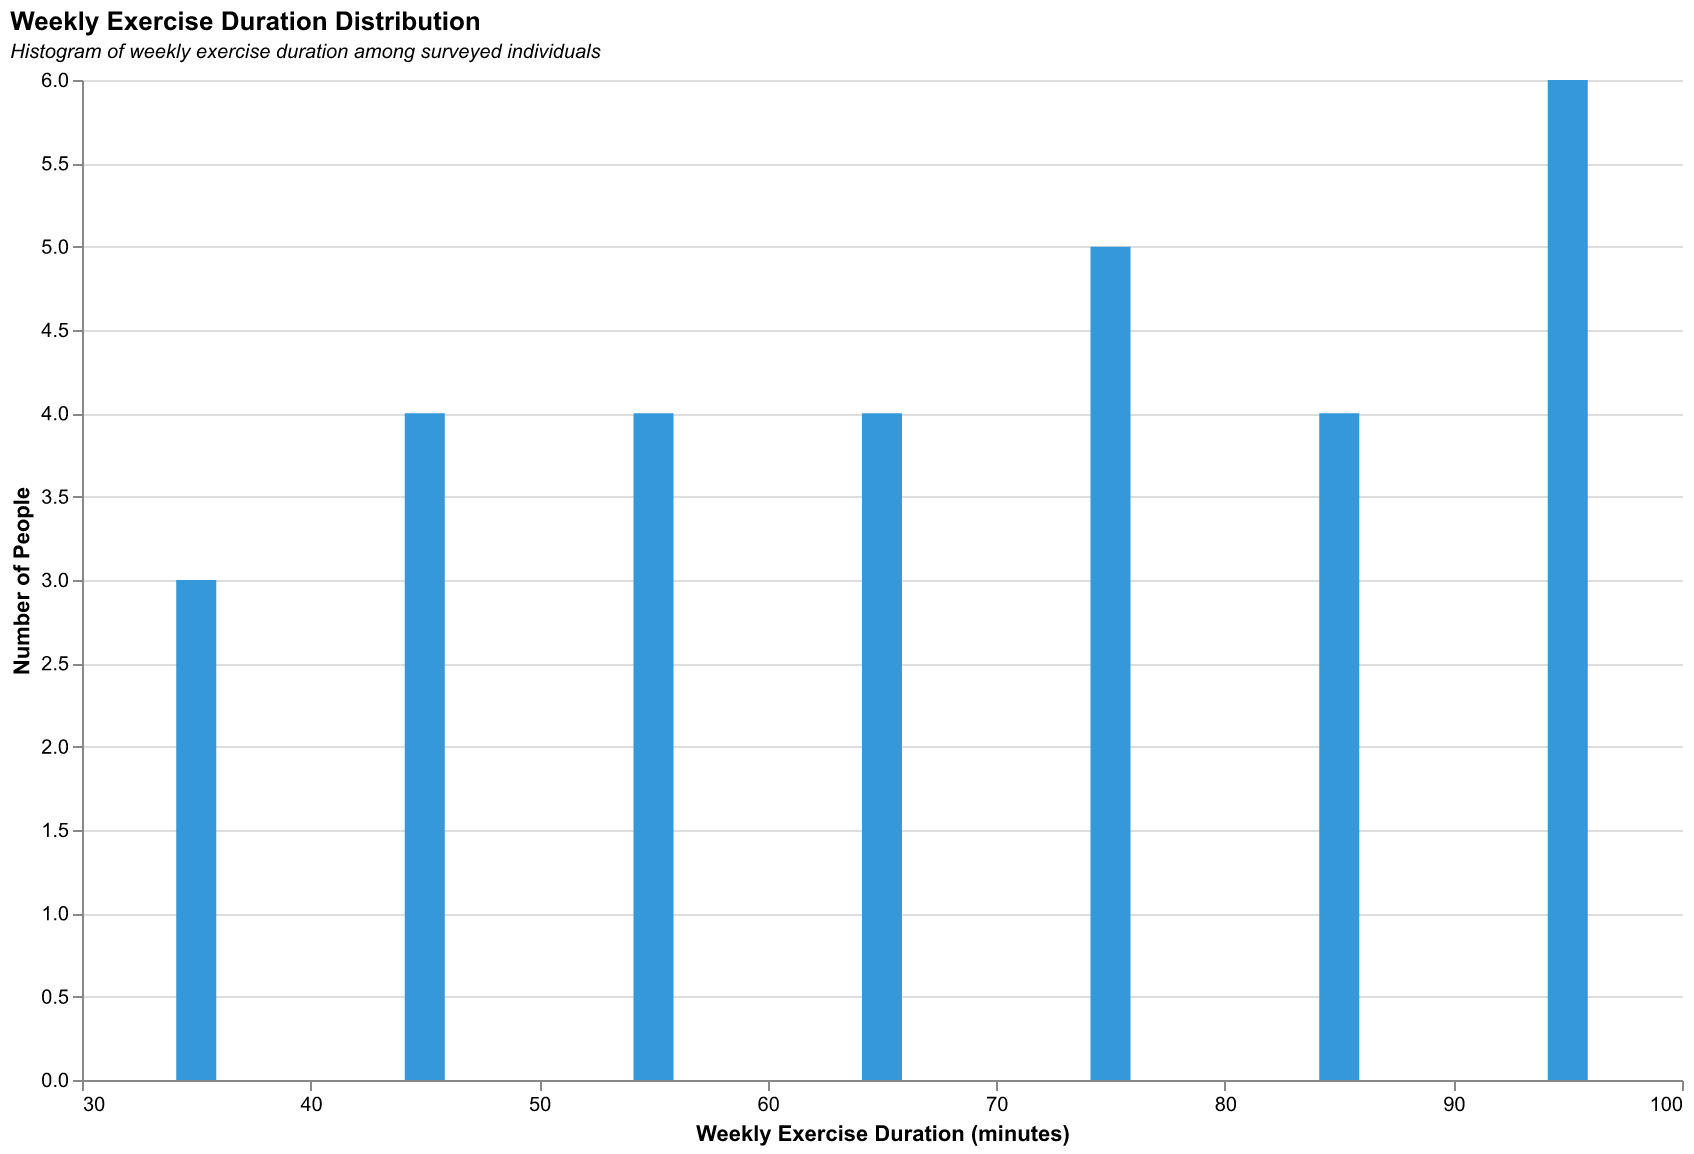 Weekly Exercise Duration Distribution
Histogram of weekly exercise duration among surveyed individuals
6.0
5.5
5.0
4.5
4.0
3.5
3.0
2.5
2.0
1.5
1.0
0.5
0.0
Number of People
30 40 50 60 70 80 90 100
Weekly Exercise Duration (minutes)